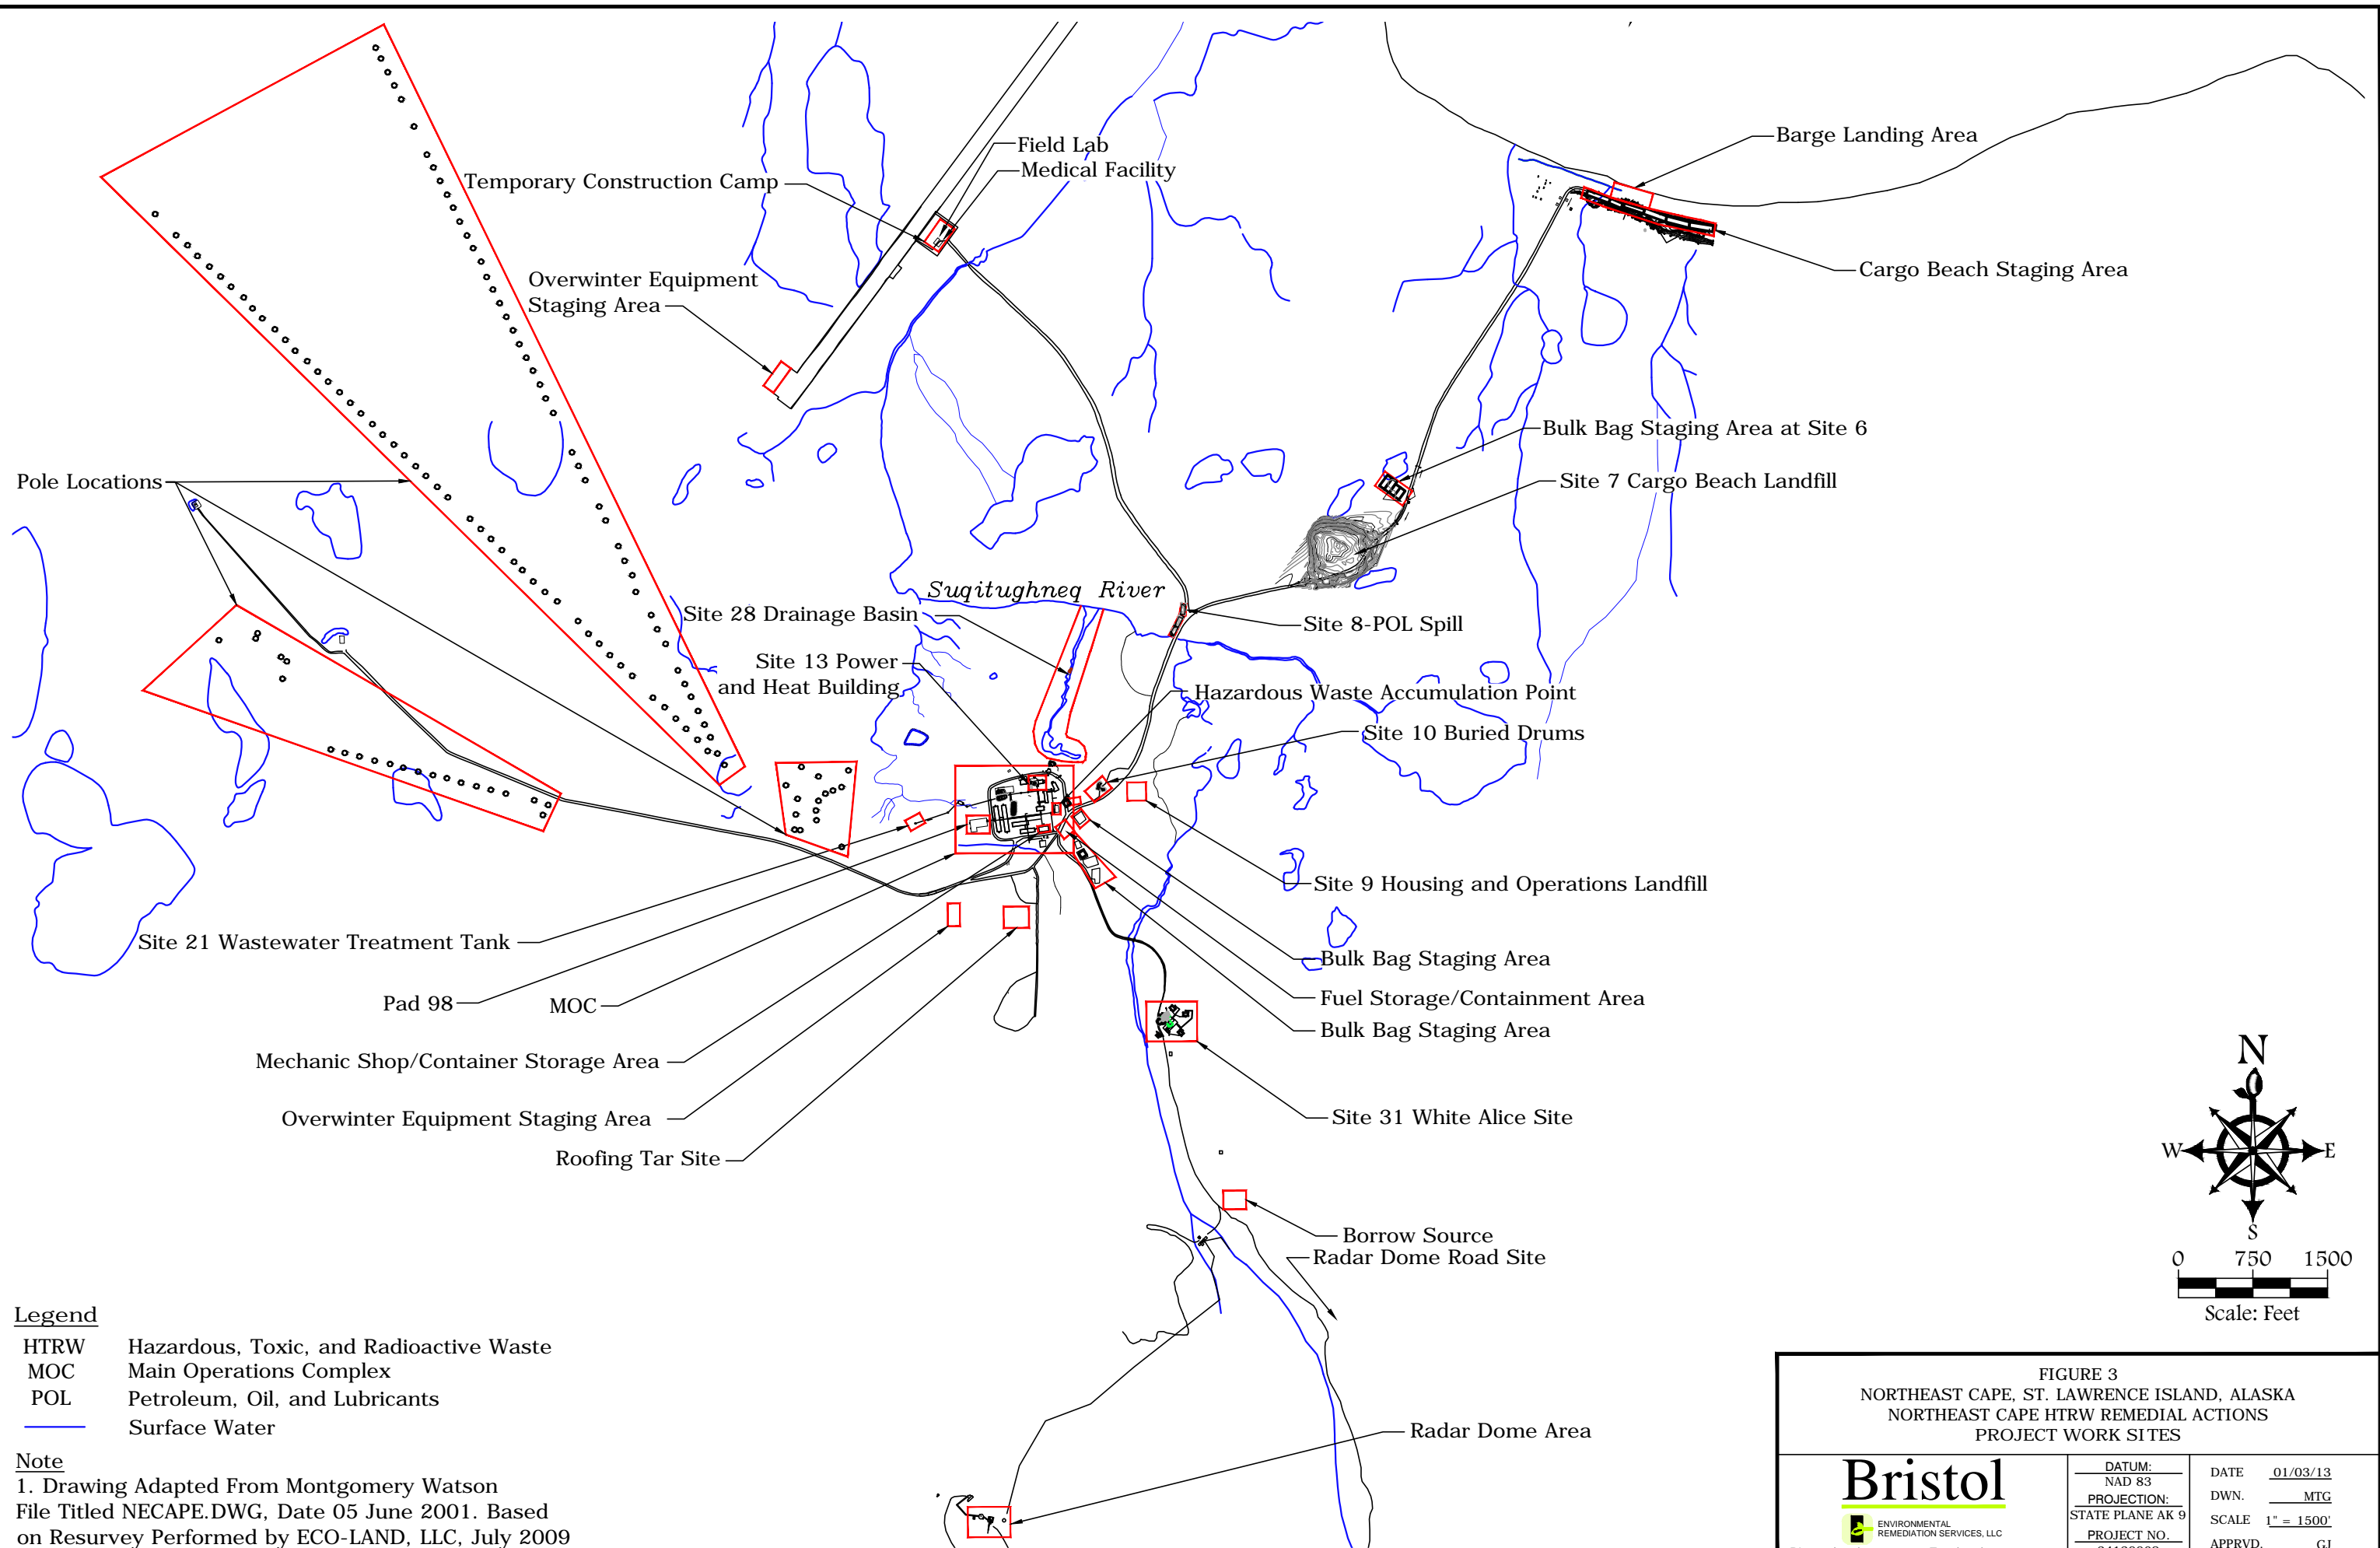 Field Lab
Medical Facility
Temporary Construction Camp
Overwinter Equipment
Staging Area
Barge Landing Area
Cargo Beach Staging Area
Bulk Bag Staging Area at Site 6
Site 7 Cargo Beach Landfill
Pole Locations
Suqitughneq River
Site 28 Drainage Basin
Site 8-POL Spill
Site 13 Power
and Heat Building
Hazardous Waste Accumulation Point
Site 10 Buried Drums
Site 9 Housing and Operations Landfill
Site 21 Wastewater Treatment Tank
Bulk Bag Staging Area
Pad 98
MOC
Fuel Storage/Containment Area
Bulk Bag Staging Area
Mechanic Shop/Container Storage Area
Overwinter Equipment Staging Area
Site 31 White Alice Site
Roofing Tar Site
Borrow Source
Radar Dome Road Site
Radar Dome Area
N
W E
S
0 750 1500
Scale: Feet
Legend
HTRW Hazardous, Toxic, and Radioactive Waste
MOC Main Operations Complex
POL Petroleum, Oil, and Lubricants
Surface Water
Note
1. Drawing Adapted From Montgomery Watson
File Titled NECAPE.DWG, Date 05 June 2001. Based
on Resurvey Performed by ECO-LAND, LLC, July 2009
FIGURE 3
NORTHEAST CAPE, ST. LAWRENCE ISLAND, ALASKA
NORTHEAST CAPE HTRW REMEDIAL ACTIONS
PROJECT WORK SITES
Bristol
ENVIRONMENTAL
REMEDIATION SERVICES, LLC
DATUM:
NAD 83
PROJECTION:
STATE PLANE AK 9
PROJECT NO.
DATE 01/03/13
DWN. MTG
SCALE 1" = 1500'
APPRVD. GJ